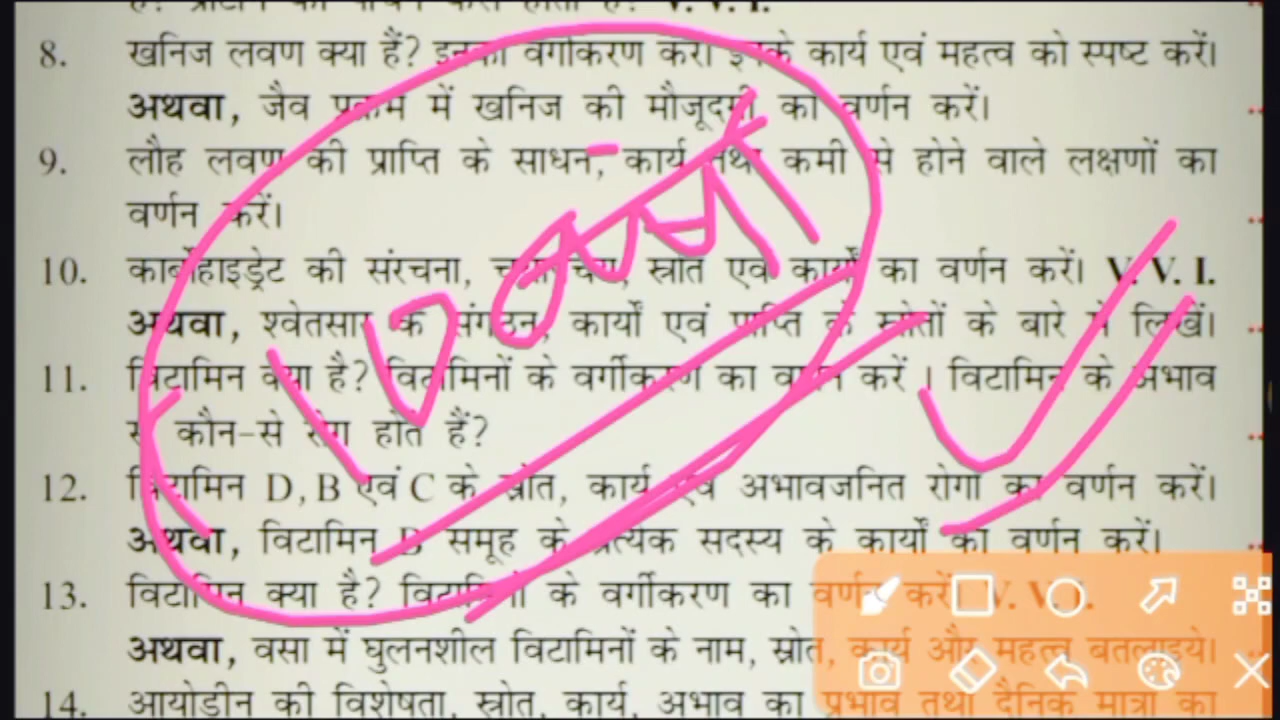 8. खनिज लवण क्या हैं? इनका वर्गीकरण करें। इनके कार्य एवं महत्व को स्पष्ट करें।
अथवा, जैव प्रक्रम में खनिज की मौजूदगी का वर्णन करें।
9. लौह लवण की प्राप्ति के साधन, कार्य तथा कमी से होने वाले लक्षणों का
वर्णन करें।
10. कार्बोहाइड्रेट की संरचना, स्रोत एवं कार्यों का वर्णन करें। V. V. I.
अथवा, श्वेतसार के संगठन, कार्यों एवं प्राप्ति के स्रोतों के बारे में लिखें।
11. विटामिन क्या है? विटामिनों के वर्गीकरण का वर्णन करें। विटामिन के अभाव
से कौन-से रोग होते हैं?
12. विटामिन D, B एवं C के स्रोत, कार्य एवं अभावजनित रोगों का वर्णन करें।
अथवा, विटामिन B समूह के प्रत्येक सदस्य के कार्यों का वर्णन करें।
13. विटामिन क्या है? विटामिनों के वर्गीकरण का वर्णन करें। V. V. I.
अथवा, वसा में घुलनशील विटामिनों के नाम, स्रोत, कार्य और महत्व बतलाइये।
14. आयोडीन की विशेषता, स्रोत, कार्य, अभाव का प्रभाव तथा दैनिक मात्रा का